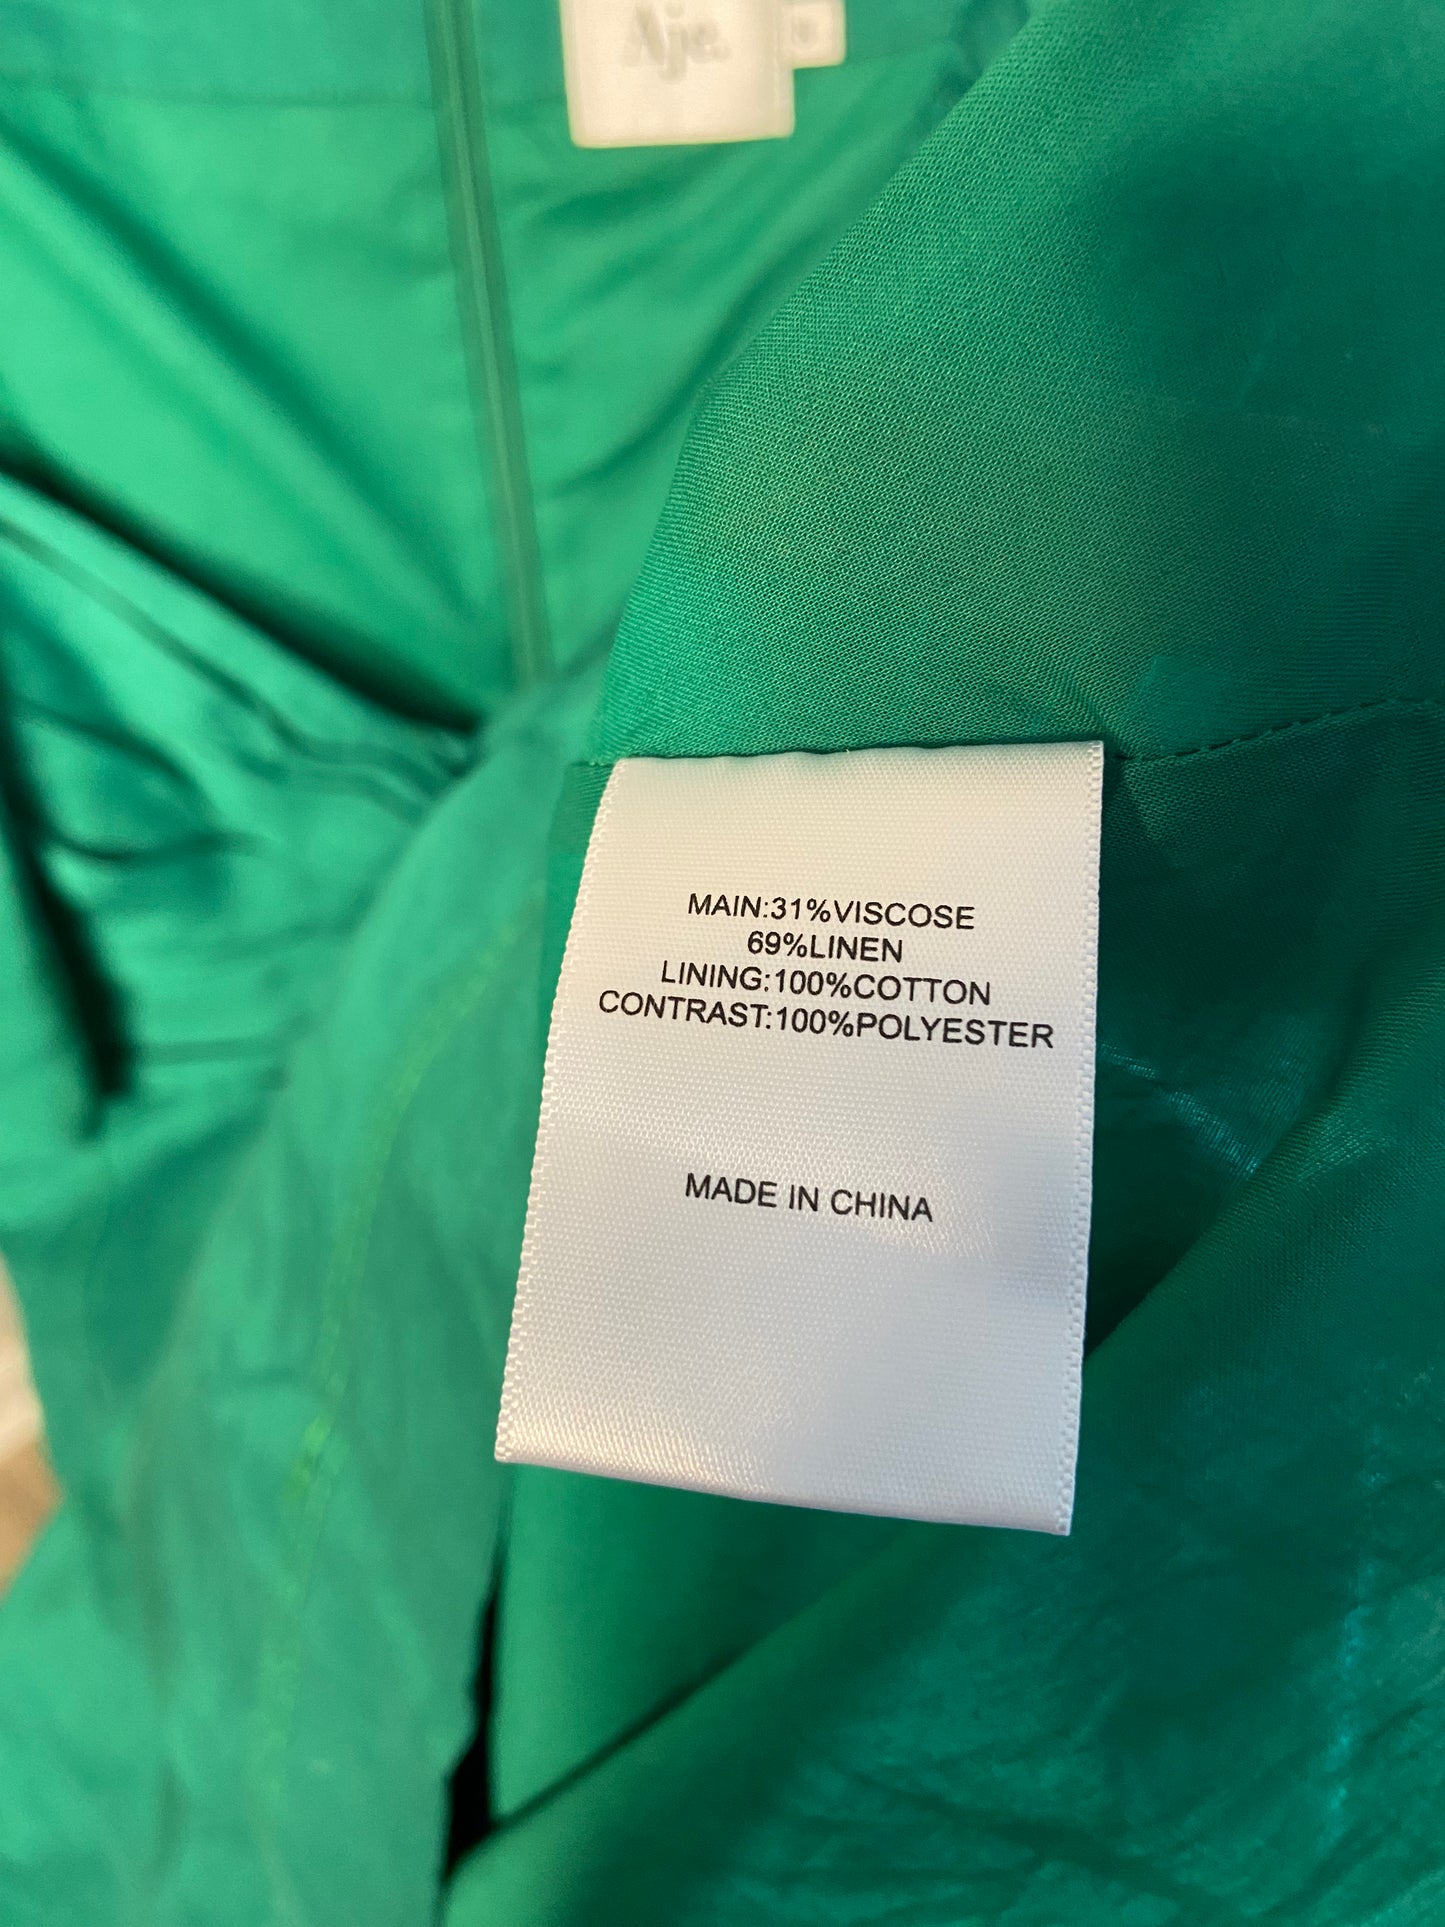 Aje.
MAIN:31%VISCOSE
69%LINEN
LINING:100%COTTON
CONTRAST:100%POLYESTER
MADE IN CHINA